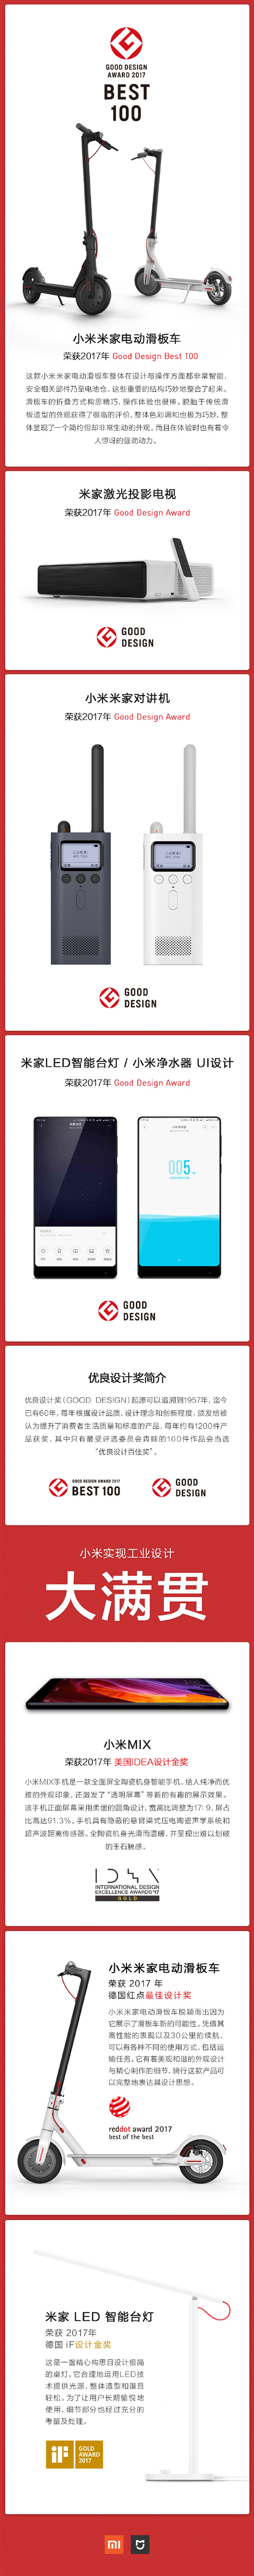 GOOD DESIGN
AWARD 2017
BEST
100
小米米家电动滑板车
荣获2017年 Good Design Best 100
这款小米米家电动滑板车整体在设计与操作方面都非常智能,
安全相关部件乃至电池仓, 这些重要的结构巧妙地整合了起来。
滑板车的折叠方式构思精巧, 操作体验也很棒。脱胎于传统滑
板造型的外观获得了很高的评价。整体色彩调和也极为巧妙, 整
体呈现了一个简约但却非常生动的外观, 而且在体验时也有着令
人惊讶的强劲动力。
米家激光投影电视
荣获2017年 Good Design Award
GOOD
DESIGN
小米米家对讲机
荣获2017年 Good Design Award
GOOD
DESIGN
米家LED智能台灯 / 小米净水器 UI设计
荣获2017年 Good Design Award
005
GOOD
DESIGN
优良设计奖简介
优良设计奖 (GOOD DESIGN) 起源可以追溯到1957年, 迄今
已有60年, 每年根据设计品质、设计理念和创新程度, 颁发给被
认为提升了消费者生活质量和标准的产品, 每年约有1200件产
品获奖, 其中只有最受评选委员会青睐的100件作品会当选
“优良设计百佳奖”。
GOOD DESIGN AWARD 2017
BEST 100
GOOD
DESIGN
小米实现工业设计
大满贯
小米MIX
荣获2017年 美国IDEA设计金奖
小米MIX手机是一款全面屏全陶瓷机身智能手机, 给人纯净而优
雅的外观印象, 还激发了 “透明屏幕” 等新的有趣的展示效果。
该手机正面屏幕采用柔缓的圆角设计, 宽高比调整为17: 9, 屏占
比高达91.3%。手机具有隐蔽的悬臂梁式压电陶瓷声学系统和
超声波距离传感器。全陶瓷机身光滑而温暖, 并呈现出难以划破
的玉石触感。
IDEA
INTERNATIONAL DESIGN
EXCELLENCE AWARDS '17
GOLD
小米米家电动滑板车
荣获 2017 年
德国红点最佳设计奖
小米米家电动滑板车脱颖而出因为
它展示了滑板车新的可能性。凭借其
高性能的表现以及30公里的续航,
可以有各种不同的使用方式, 包括运
输任务。它有着美观和谐的外观设计
与精心制作的细节, 骑行这款产品可
以完整地表达其设计思想。
reddot award 2017
best of the best
米家 LED 智能台灯
荣获 2017年
德国 iF设计金奖
这是一盏精心构思且设计极简
的桌灯。它合理地运用LED技
术提供光源, 整体造型和谐且
轻松。为了让用户长期愉悦地
使用, 细节部分也经过充分的
考量及处理。
iF
GOLD
AWARD
2017
mi